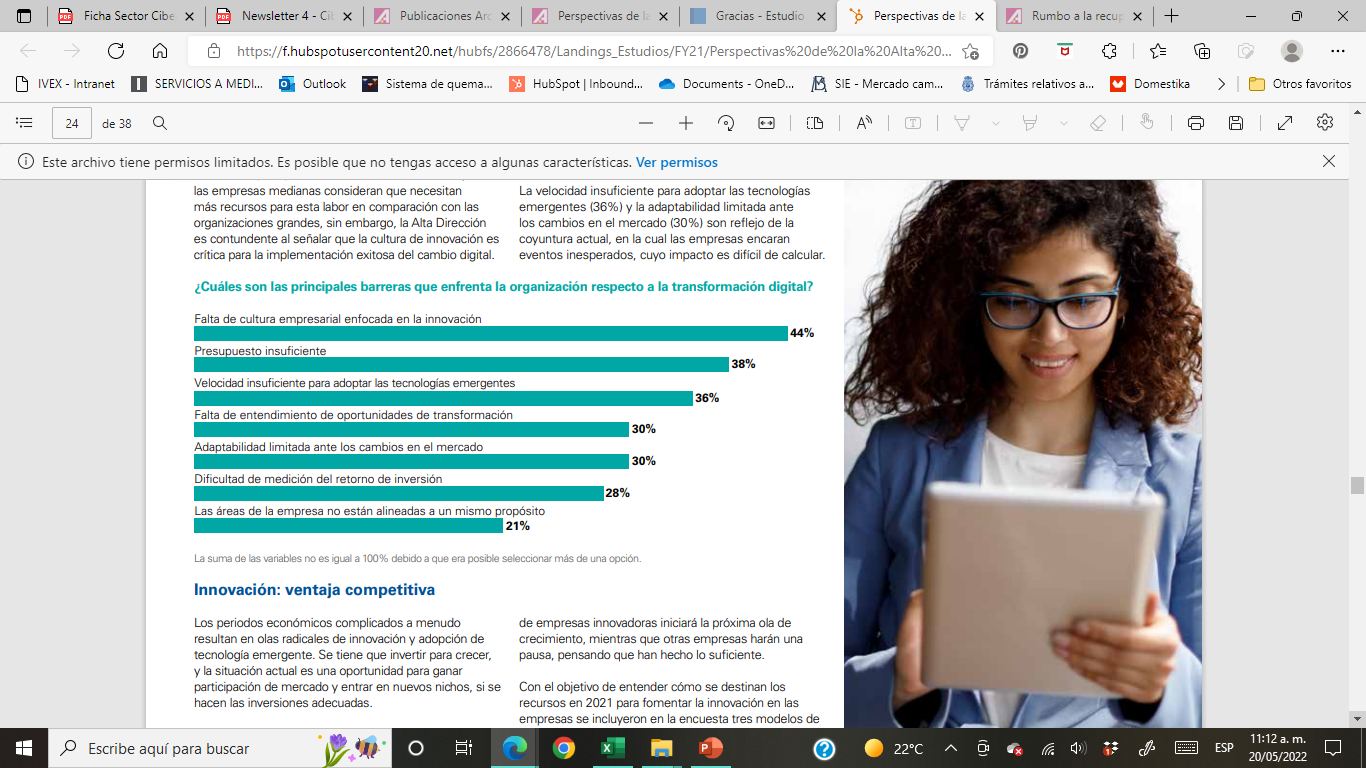 Ficha Sector Cibe
Newsletter 4 - Cib
Publicaciones Arc
Perspectivas de la
Gracias - Estudio
Perspectivas de la
Rumbo a la recup
https://f.hubspotusercontent20.net/hubfs/2866478/Landings_Estudios/FY21/Perspectivas%20de%20la%20Alta%20...
IVEX - Intranet
SERVICIOS A MEDI...
Outlook
Sistema de quema...
HubSpot | Inbound...
Documents - OneD...
SIE - Mercado cam...
Trámites relativos a...
Domestika
Otros favoritos
24 de 38
Este archivo tiene permisos limitados. Es posible que no tengas acceso a algunas características. Ver permisos
las empresas medianas consideran que necesitan
más recursos para esta labor en comparación con las
organizaciones grandes, sin embargo, la Alta Dirección
es contundente al señalar que la cultura de innovación es
crítica para la implementación exitosa del cambio digital.
La velocidad insuficiente para adoptar las tecnologías
emergentes (36%) y la adaptabilidad limitada ante
los cambios en el mercado (30%) son reflejo de la
coyuntura actual, en la cual las empresas encaran
eventos inesperados, cuyo impacto es difícil de calcular.
¿Cuáles son las principales barreras que enfrenta la organización respecto a la transformación digital?
Falta de cultura empresarial enfocada en la innovación
44%
Presupuesto insuficiente
38%
Velocidad insuficiente para adoptar las tecnologías emergentes
36%
Falta de entendimiento de oportunidades de transformación
30%
Adaptabilidad limitada ante los cambios en el mercado
30%
Dificultad de medición del retorno de inversión
28%
Las áreas de la empresa no están alineadas a un mismo propósito
21%
La suma de las variables no es igual a 100% debido a que era posible seleccionar más de una opción.
Innovación: ventaja competitiva
Los periodos económicos complicados a menudo
resultan en olas radicales de innovación y adopción de
tecnología emergente. Se tiene que invertir para crecer,
y la situación actual es una oportunidad para ganar
participación de mercado y entrar en nuevos nichos, si se
hacen las inversiones adecuadas.
de empresas innovadoras iniciará la próxima ola de
crecimiento, mientras que otras empresas harán una
pausa, pensando que han hecho lo suficiente.
Con el objetivo de entender cómo se destinan los
recursos en 2021 para fomentar la innovación en las
empresas se incluyeron en la encuesta tres modelos de
Escribe aquí para buscar
22°C
ESP
11:12 a. m.
20/05/2022